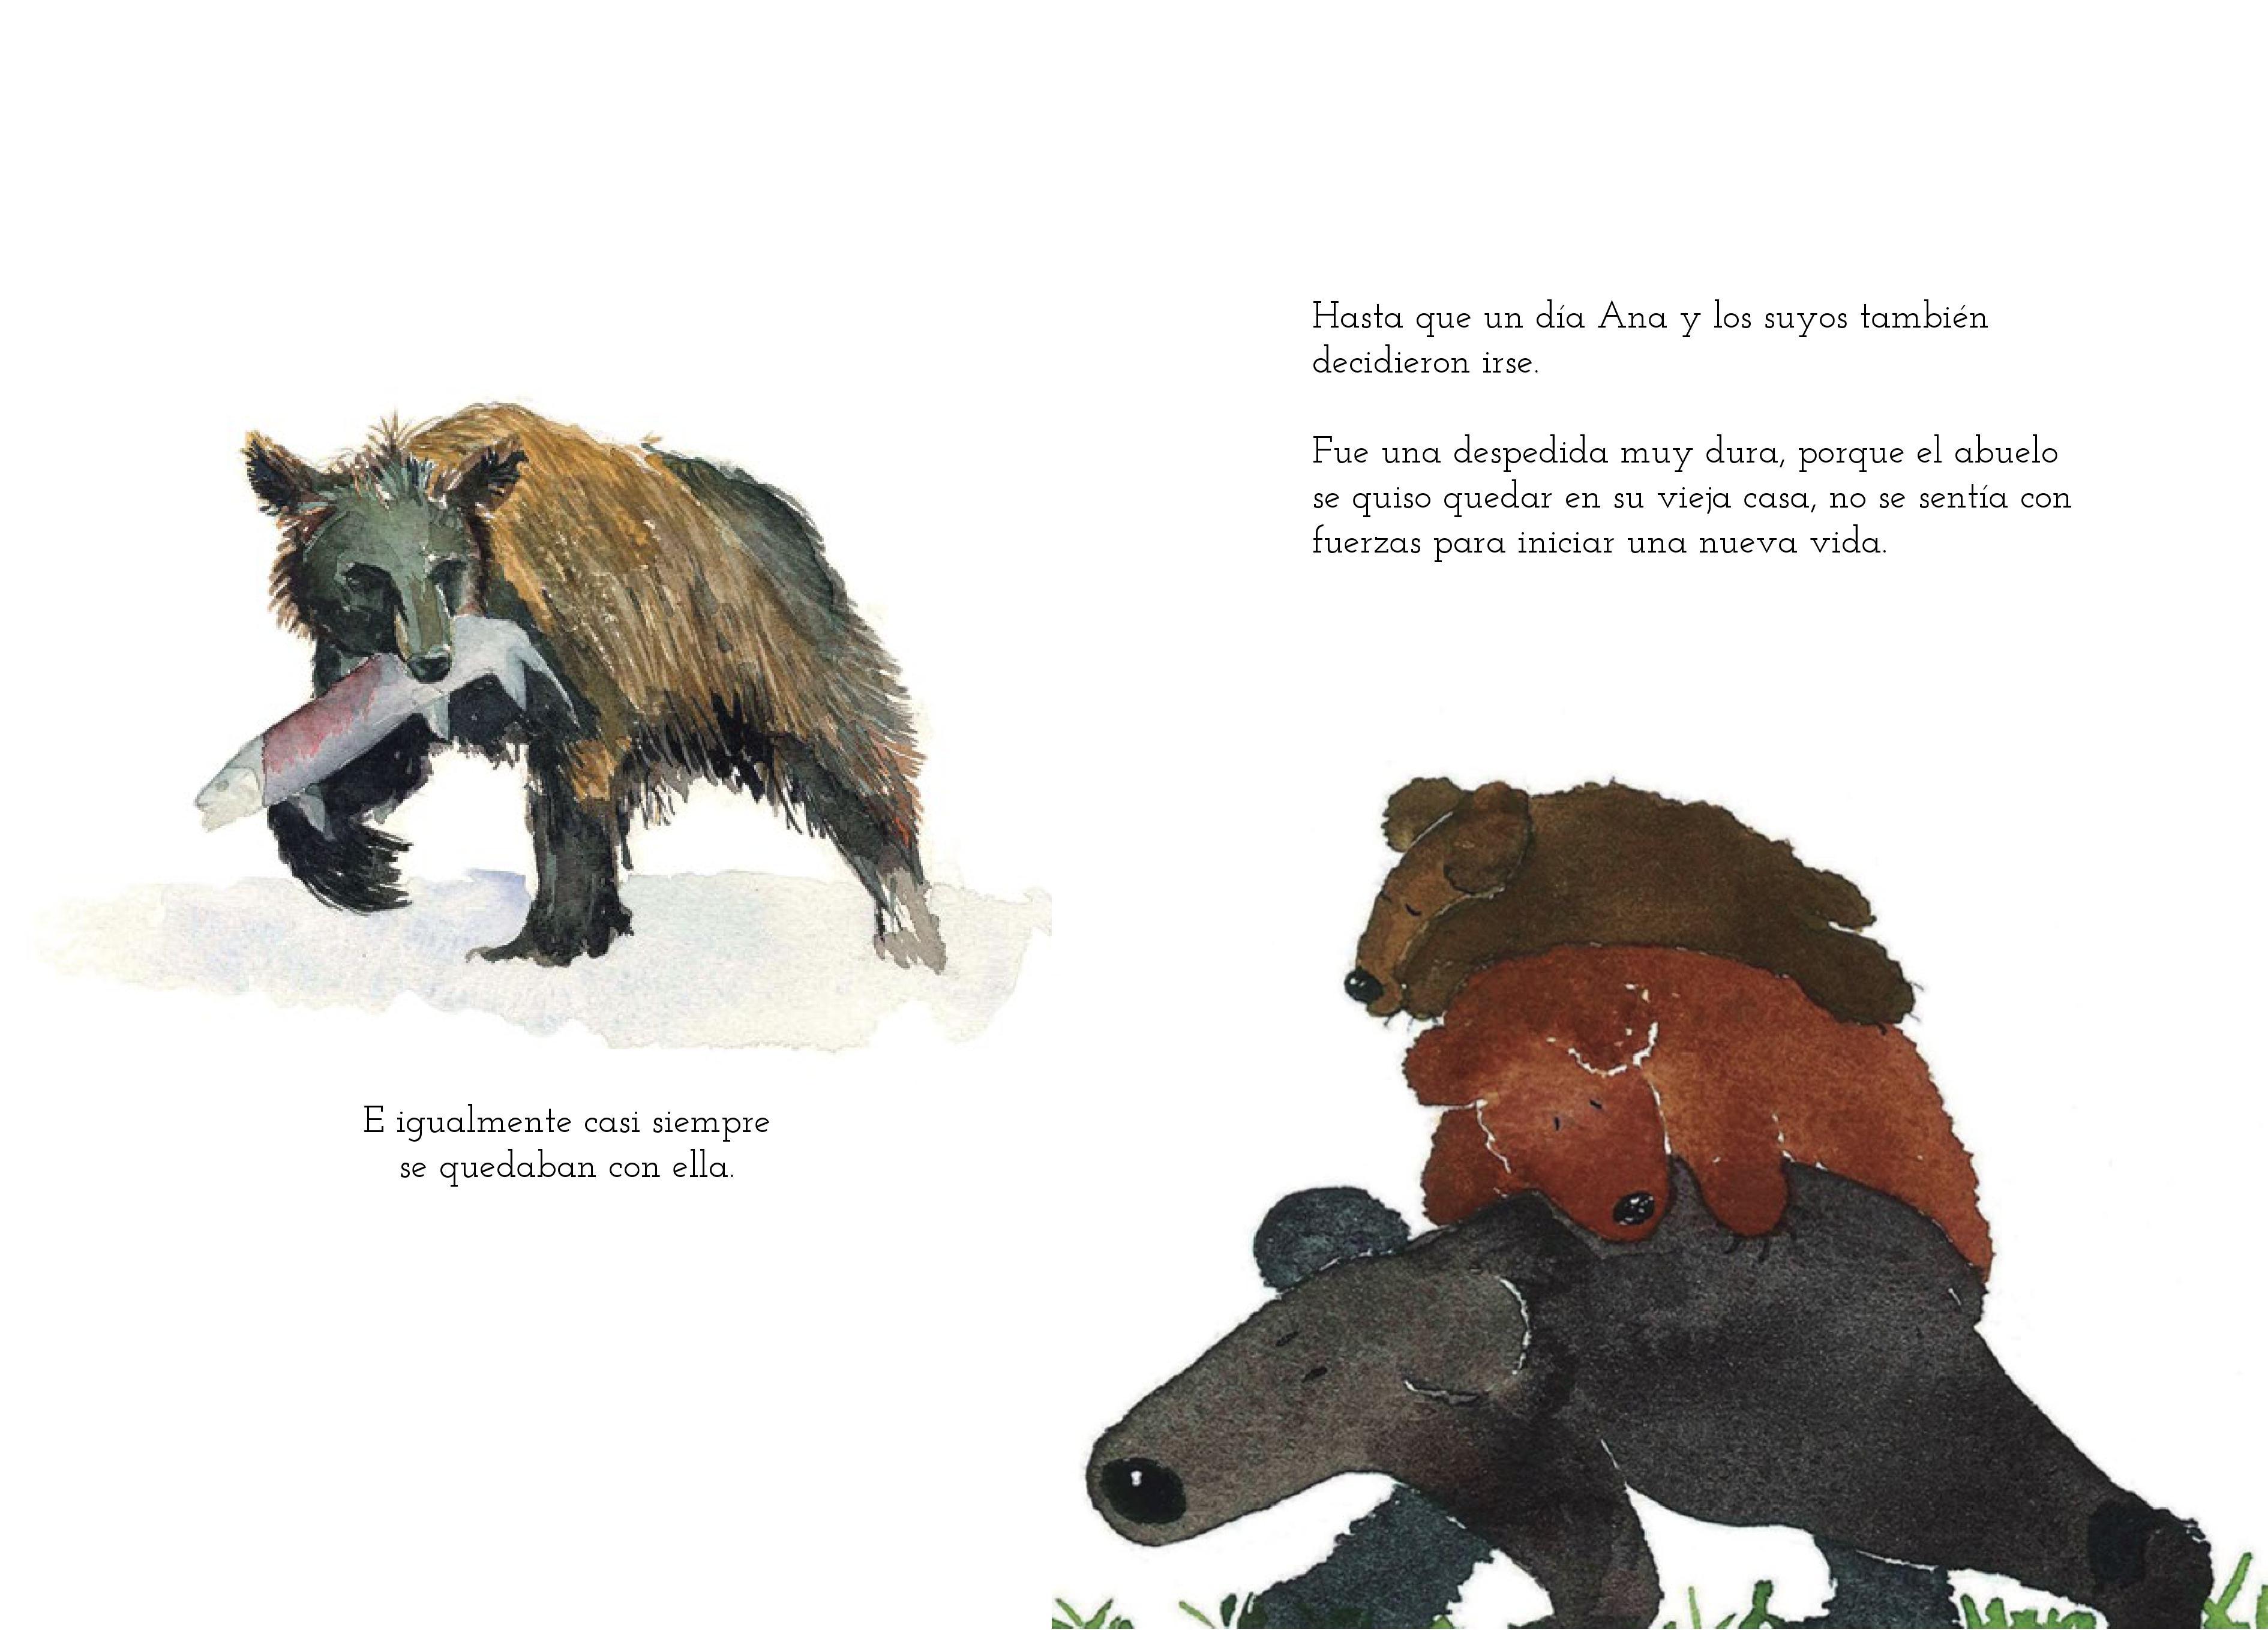 E igualmente casi siempre
se quedaban con ella.
Hasta que un día Ana y los suyos también
decidieron irse.
Fue una despedida muy dura, porque el abuelo
se quiso quedar en su vieja casa, no se sentía con
fuerzas para iniciar una nueva vida.